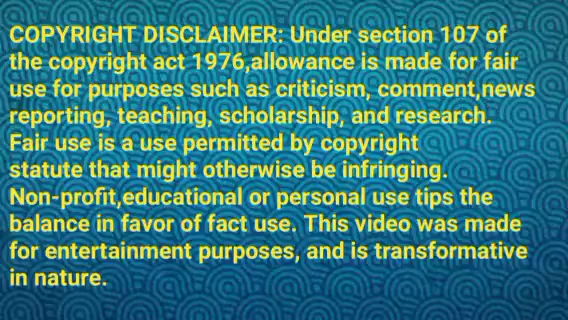 COPYRIGHT DISCLAIMER: Under section 107 of
the copyright act 1976,allowance is made for fair
use for purposes such as criticism, comment,news
reporting, teaching, scholarship, and research.
Fair use is a use permitted by copyright
statute that might otherwise be infringing.
Non-profit,educational or personal use tips the
balance in favor of fact use. This video was made
for entertainment purposes, and is transformative
in nature.